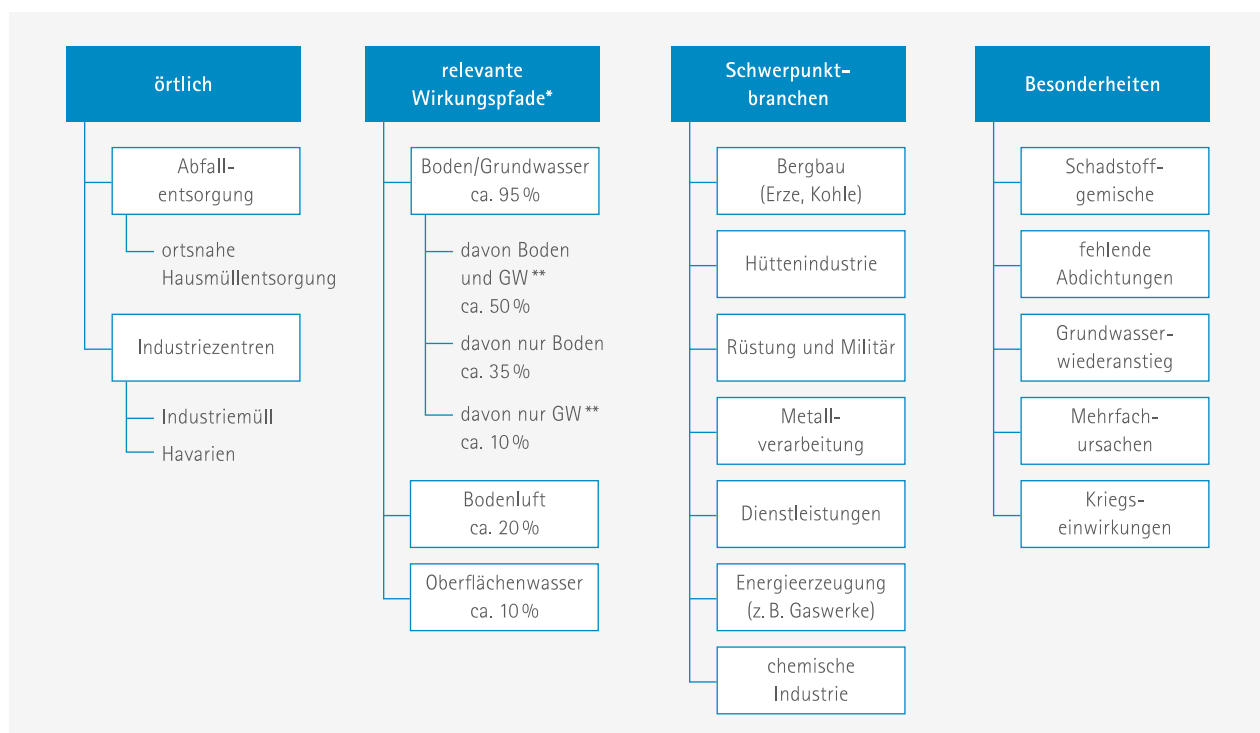 örtlich
Abfall-
entsorgung
ortsnahe
Hausmüllentsorgung
Industriezentren
Industriemüll
Havarien
relevante
Wirkungspfade*
Boden/Grundwasser
ca. 95 %
davon Boden
und GW **
ca. 50 %
davon nur Boden
ca. 35 %
davon nur GW **
ca. 10 %
Bodenluft
ca. 20 %
Oberflächenwasser
ca. 10 %
Schwerpunkt-
branchen
Bergbau
(Erze, Kohle)
Hüttenindustrie
Rüstung und Militär
Metall-
verarbeitung
Dienstleistungen
Energieerzeugung
(z. B. Gaswerke)
chemische
Industrie
Besonderheiten
Schadstoff-
gemische
fehlende
Abdichtungen
Grundwasser-
wiederanstieg
Mehrfach-
ursachen
Kriegs-
einwirkungen